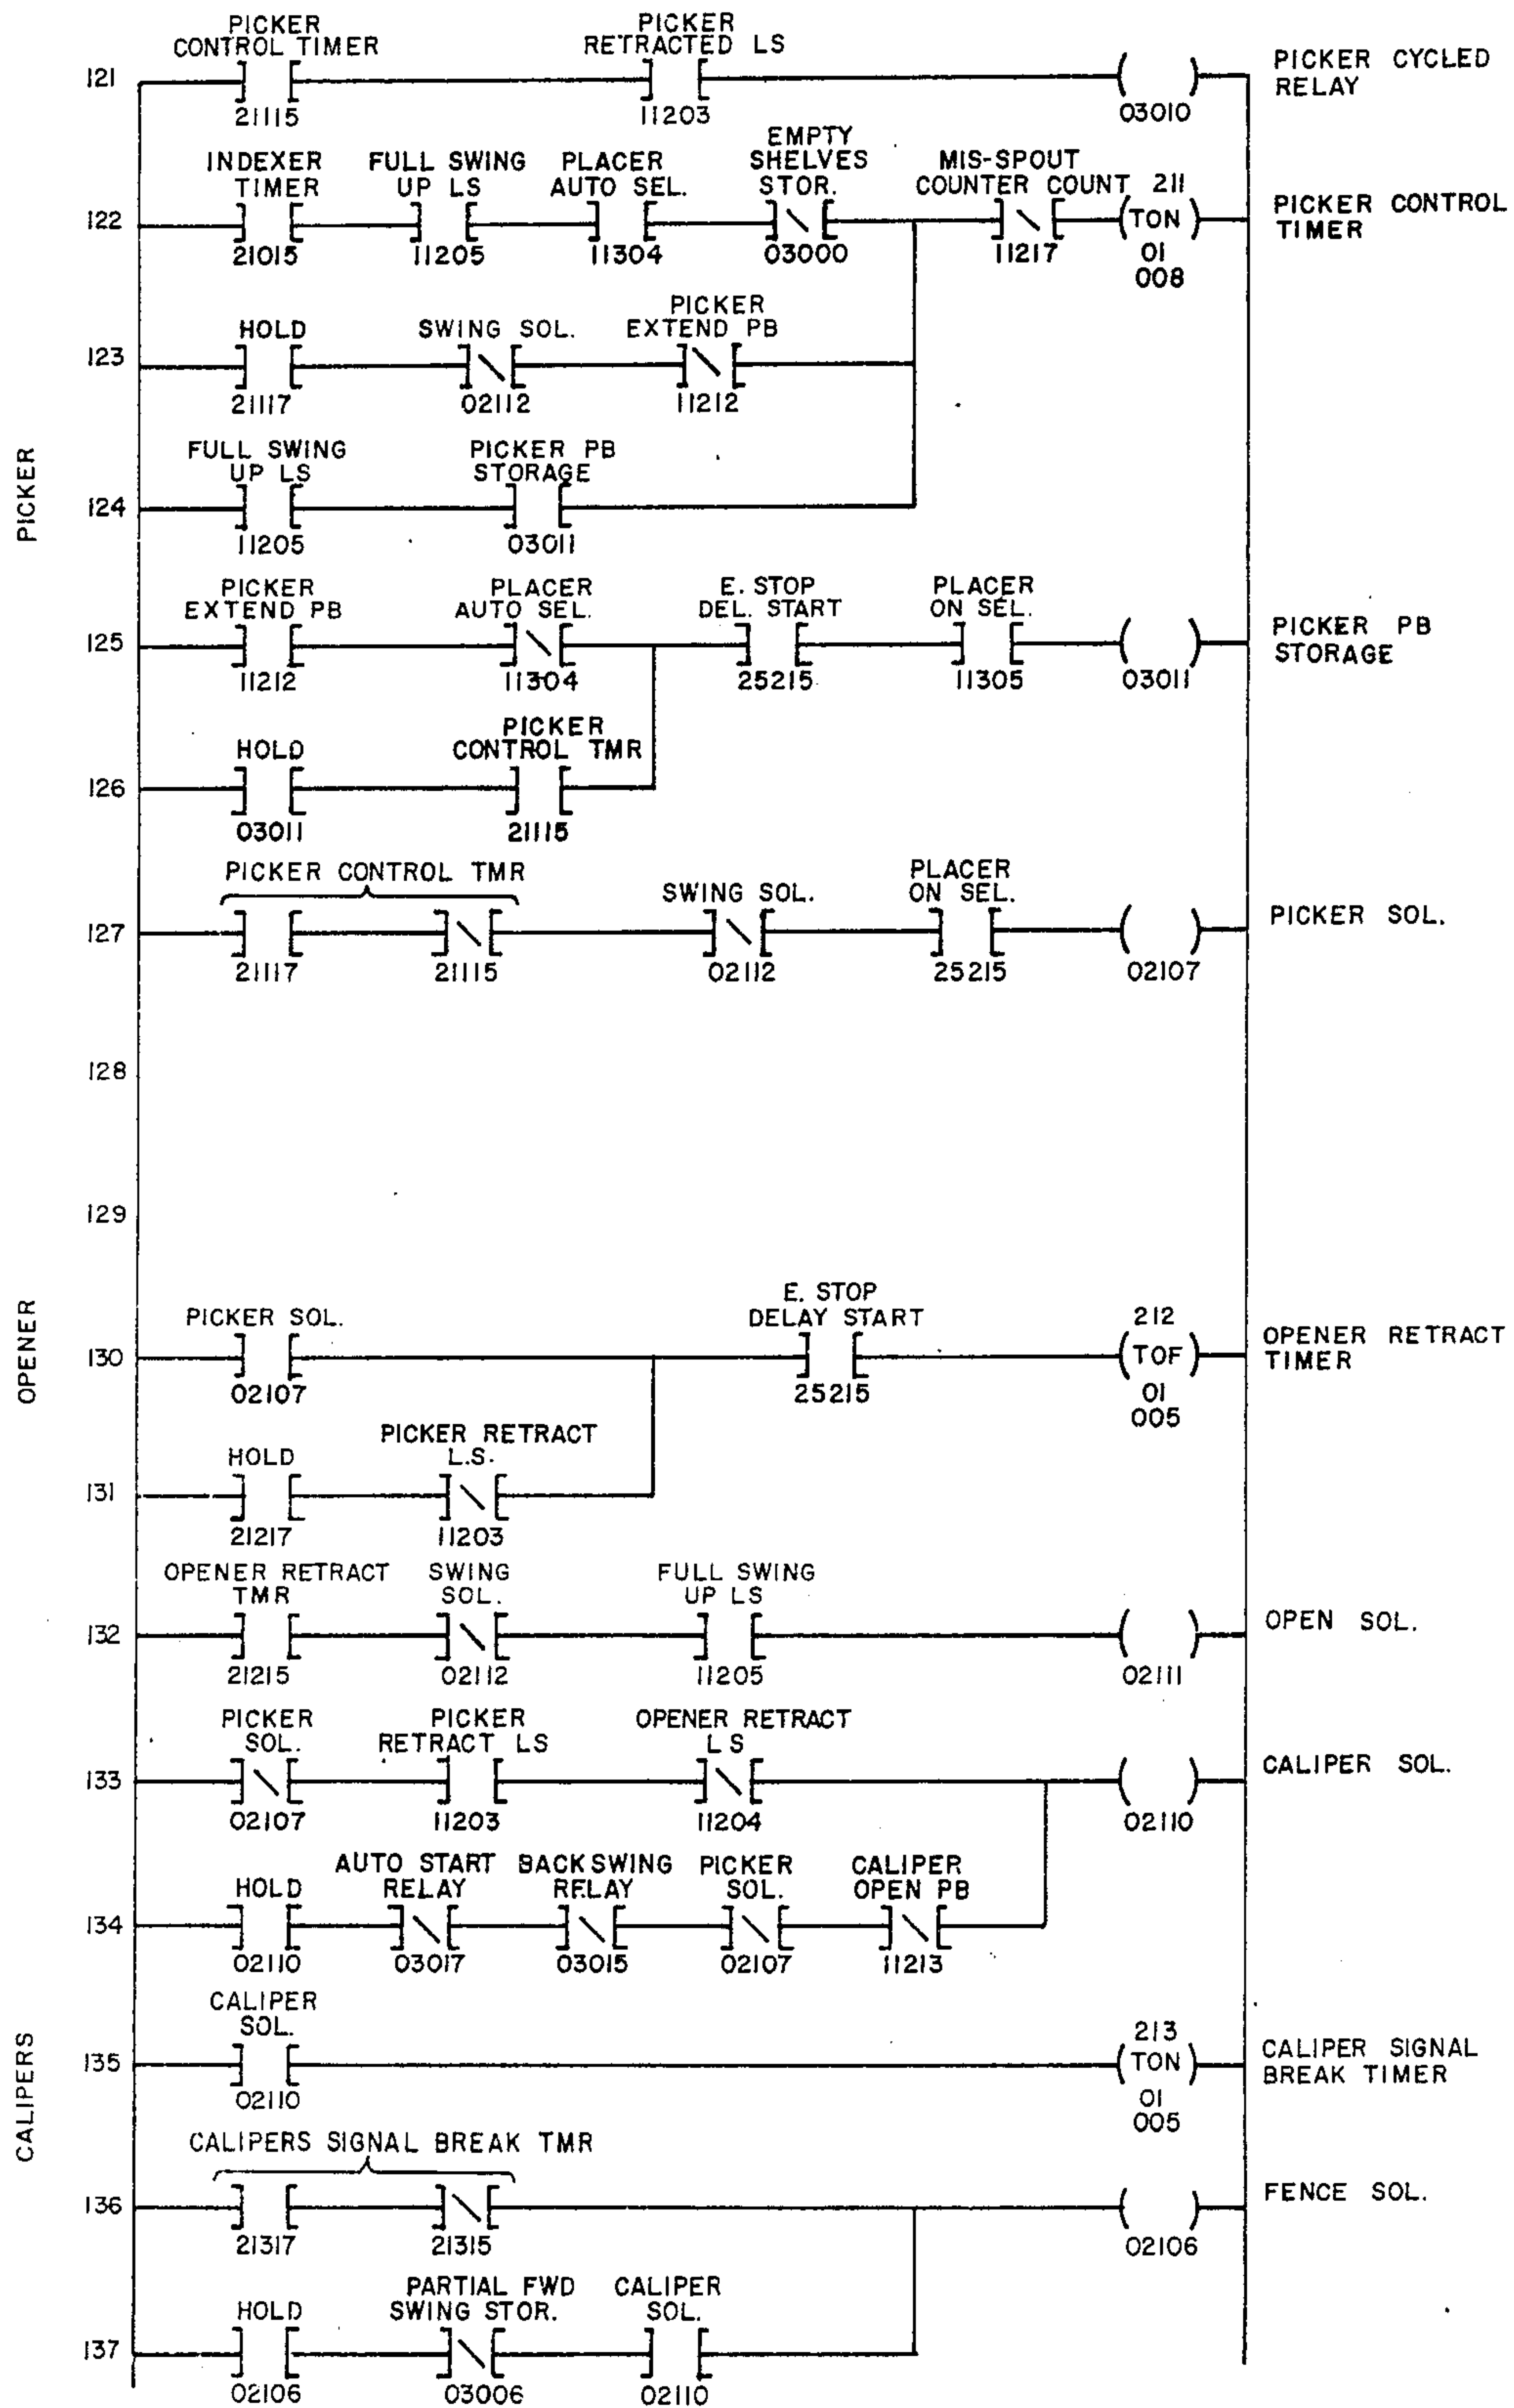 PICKER
CONTROL TIMER
PICKER
RETRACTED LS
121
21115
11203
03010
PICKER CYCLED
RELAY
INDEXER
TIMER
FULL SWING
UP LS
PLACER
AUTO SEL.
EMPTY
SHELVES
STOR.
MIS-SPOUT
COUNTER COUNT
211
122
TON
21015
11205
11304
03000
11217
01
008
PICKER CONTROL
TIMER
HOLD
SWING SOL.
PICKER
EXTEND PB
123
21117
02112
11212
PICKER
FULL SWING
UP LS
PICKER PB
STORAGE
124
11205
03011
PICKER
EXTEND PB
PLACER
AUTO SEL.
E. STOP
DEL. START
PLACER
ON SEL.
125
11212
11304
25215
11305
03011
PICKER PB
STORAGE
HOLD
PICKER
CONTROL TMR
126
03011
21115
PICKER CONTROL TMR
SWING SOL.
PLACER
ON SEL.
127
21117
21115
02112
25215
02107
PICKER SOL.
128
129
OPENER
PICKER SOL.
E. STOP
DELAY START
212
130
TOF
02107
25215
01
005
OPENER RETRACT
TIMER
HOLD
PICKER RETRACT
L.S.
131
21217
11203
OPENER RETRACT
TMR
SWING
SOL.
FULL SWING
UP LS
132
21215
02112
11205
02111
OPEN SOL.
PICKER
SOL.
PICKER
RETRACT LS
OPENER RETRACT
LS
133
02107
11203
11204
02110
CALIPER SOL.
HOLD
AUTO START
RELAY
BACKSWING
RELAY
PICKER
SOL.
CALIPER
OPEN PB
134
02110
03017
03015
02107
11213
CALIPERS
CALIPER
SOL.
213
135
TON
02110
01
005
CALIPER SIGNAL
BREAK TIMER
CALIPERS SIGNAL BREAK TMR
136
21317
21315
02106
FENCE SOL.
HOLD
PARTIAL FWD
SWING STOR.
CALIPER
SOL.
137
02106
03006
02110